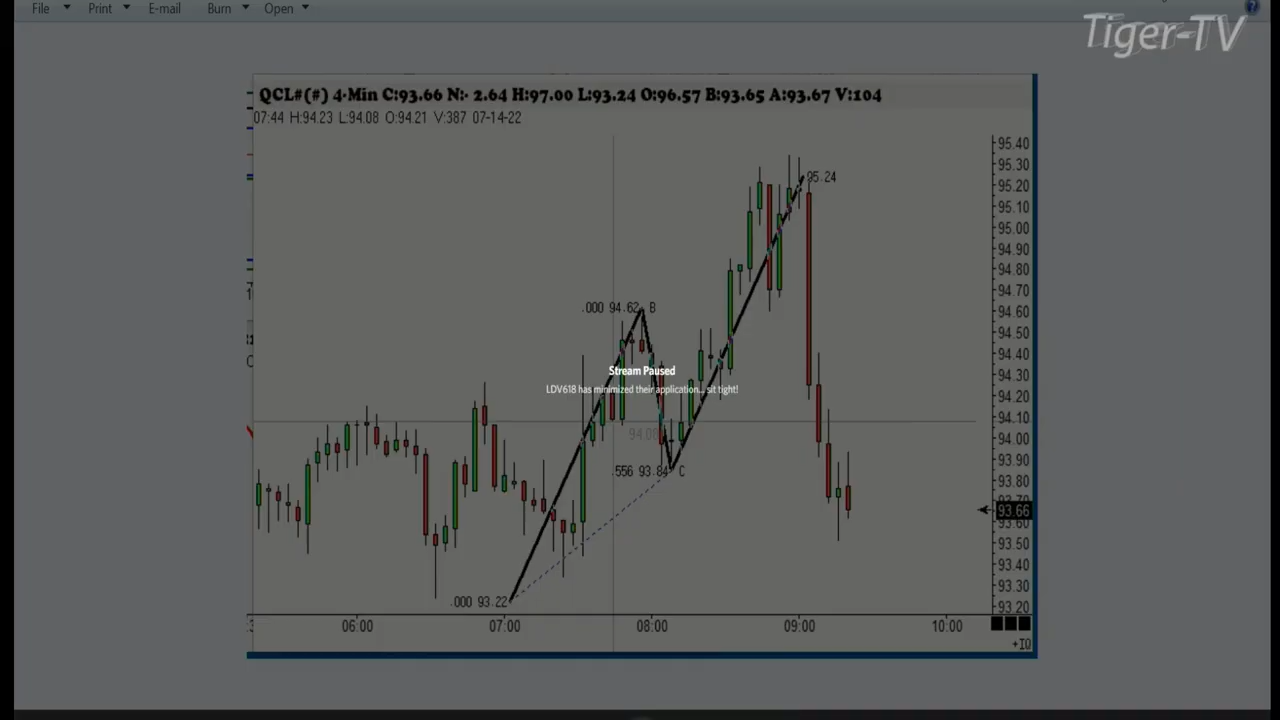 File Print E-mail Burn Open
Tiger-TV
QCL#(#) 4-Min C:93.66 N:- 2.64 H:97.00 L:93.24 O:96.57 B:93.65 A:93.67 V:104
07:44 H:94.23 L:94.08 O:94.21 V:387 07-14-22
95.40
95.30
95.24
95.20
95.10
95.00
94.90
94.80
94.70
.000 94.62 B
94.60
94.50
94.40
Stream Paused
94.30
LDV618 has minimized their application... sit tight!
94.20
94.10
94.08
94.00
93.90
.556 93.84 C
93.80
93.70
93.66
93.60
93.50
93.40
93.30
.000 93.22
93.20
06:00 07:00 08:00 09:00 10:00
+IQ